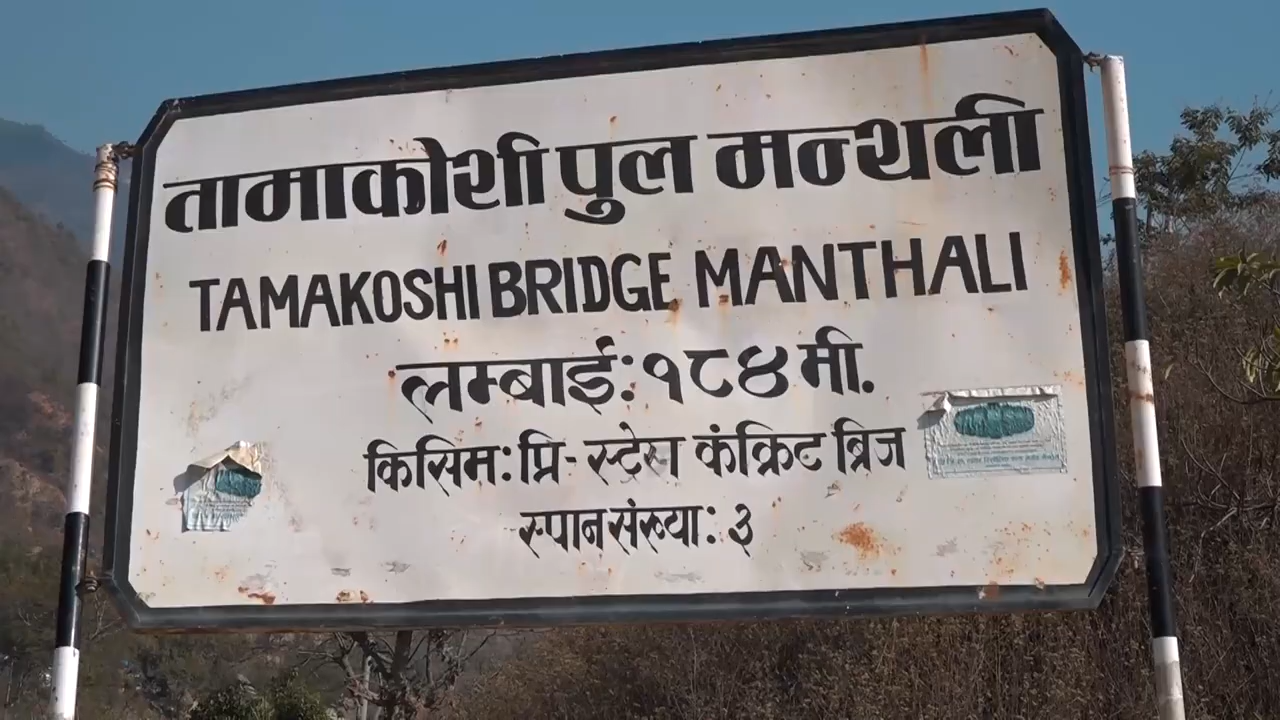 तामाकोशी पुल मन्थली
TAMAKOSHI BRIDGE MANTHALI
लम्बाई: १८४ मी.
किसिम: प्रि- स्ट्रेस कंक्रिट ब्रिज
स्पान संख्या: ३